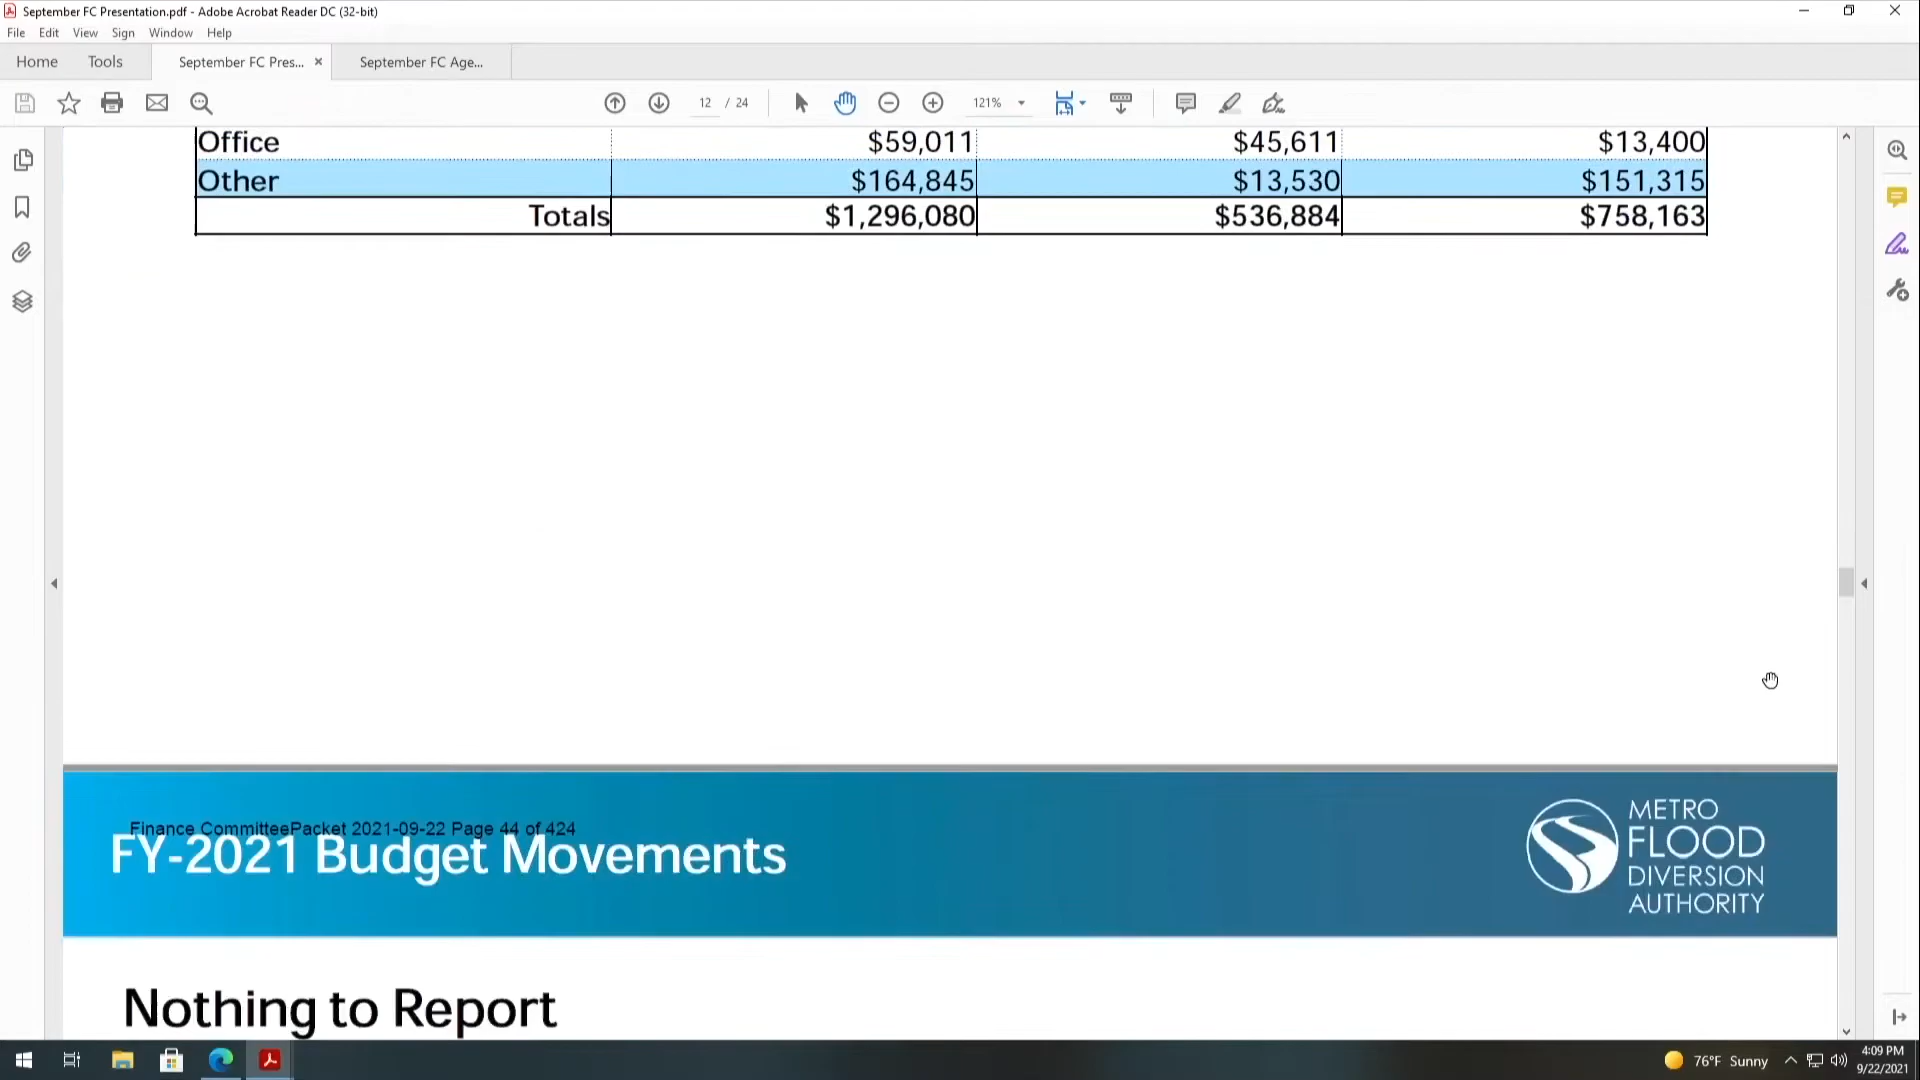 September FC Presentation.pdf - Adobe Acrobat Reader DC (32-bit)
File Edit View Sign Window Help
Home Tools September FC Pres... × September FC Age...
12 / 24 121%
Office $59,011 $45,611 $13,400
Other $164,845 $13,530 $151,315
Totals $1,296,080 $536,884 $758,163
Finance CommitteePacket 2021-09-22 Page 44 of 424
FY-2021 Budget Movements
METRO
FLOOD
DIVERSION
AUTHORITY
Nothing to Report
76°F Sunny
4:09 PM
9/22/2021